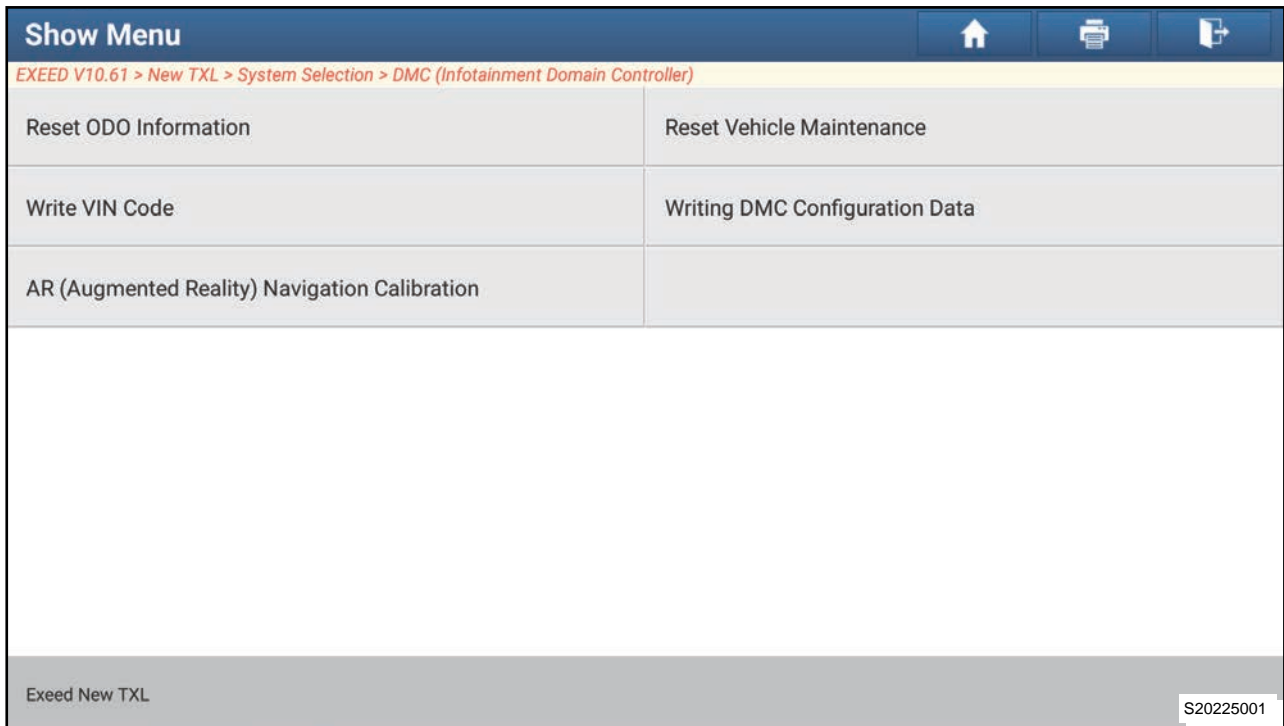 Show Menu
EXEED V10.61 > New TXL > System Selection > DMC (Infotainment Domain Controller)
Reset ODO Information
Reset Vehicle Maintenance
Write VIN Code
Writing DMC Configuration Data
AR (Augmented Reality) Navigation Calibration
Exeed New TXL
S20225001